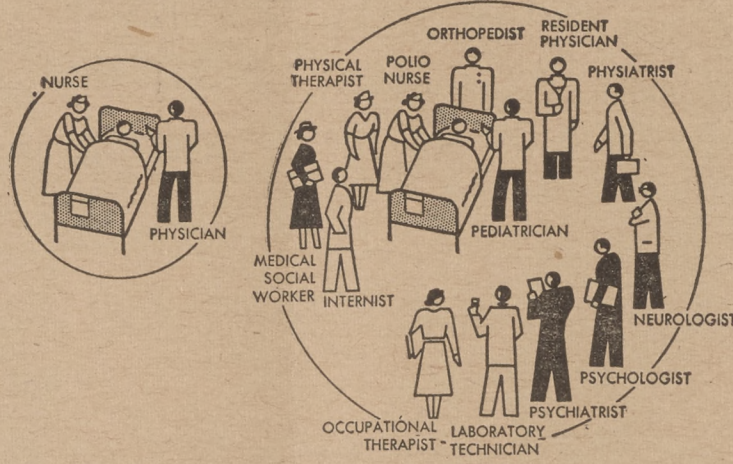 NURSE
PHYSICIAN
PHYSICAL
THERAPIST
POLIO
NURSE
ORTHOPEDIST
RESIDENT
PHYSICIAN
PHYSIATRIST
PEDIATRICIAN
MEDICAL
SOCIAL
WORKER
INTERNIST
NEUROLOGIST
PSYCHOLOGIST
PSYCHIATRIST
OCCUPATIONAL
THERAPIST
LABORATORY
TECHNICIAN